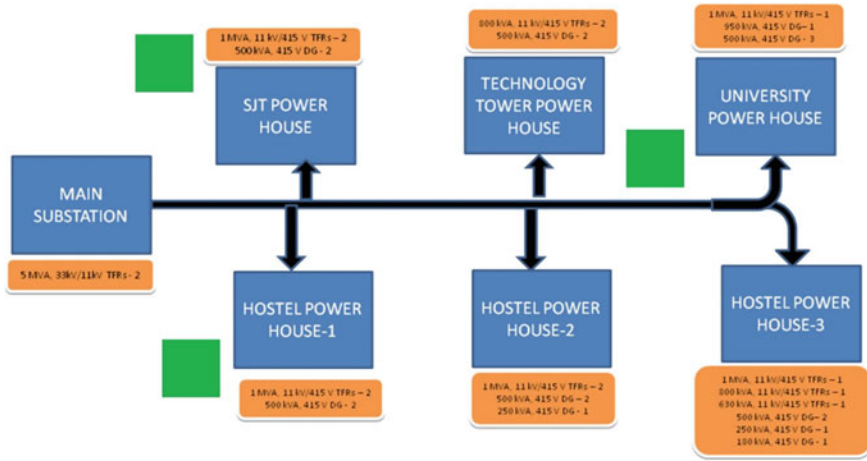 1 MVA, 11 kV/415 V TFRs – 2
500 kVA, 415 V DG - 2
SJT POWER
HOUSE
800 kVA, 11 kV/415 V TFRs – 2
500 kVA, 415 V DG - 2
TECHNOLOGY
TOWER POWER
HOUSE
1 MVA, 11 kV/415 V TFRs – 1
950 kVA, 415 V DG – 1
500 kVA, 415 V DG - 3
UNIVERSITY
POWER HOUSE
MAIN
SUBSTATION
5 MVA, 33kV/11kV TFRs - 2
HOSTEL POWER
HOUSE-1
1 MVA, 11 kV/415 V TFRs – 2
500 kVA, 415 V DG - 2
HOSTEL POWER
HOUSE-2
1 MVA, 11 kV/415 V TFRs – 2
500 kVA, 415 V DG – 2
250 kVA, 415 V DG - 1
HOSTEL POWER
HOUSE-3
1 MVA, 11 kV/415 V TFRs – 1
800 kVA, 11 kV/415 V TFRs – 1
630 kVA, 11 kV/415 V TFRs – 1
500 kVA, 415 V DG – 2
250 kVA, 415 V DG – 1
180 kVA, 415 V DG - 1